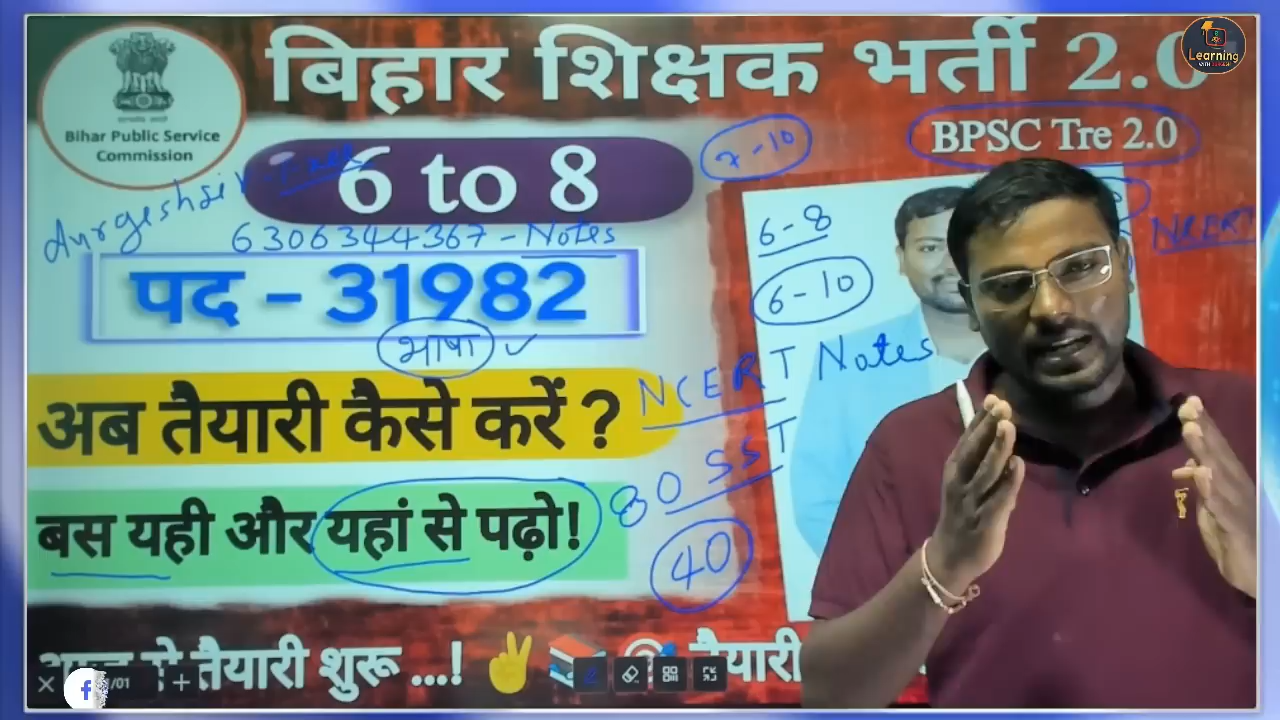 बिहार शिक्षक भर्ती 2.0
Learning
Bihar Public Service
Commission
BPSC Tre 2.0
6 to 8
7-10
durgeshsir
6306344367 - Notes
6-8
NCERT
पद - 31982
6-10
भाषा
NCERT Notes
अब तैयारी कैसे करें ?
80 SST
बस यही और यहां से पढ़ो!
40
से तैयारी शुरू ...!
तैयारी
/01